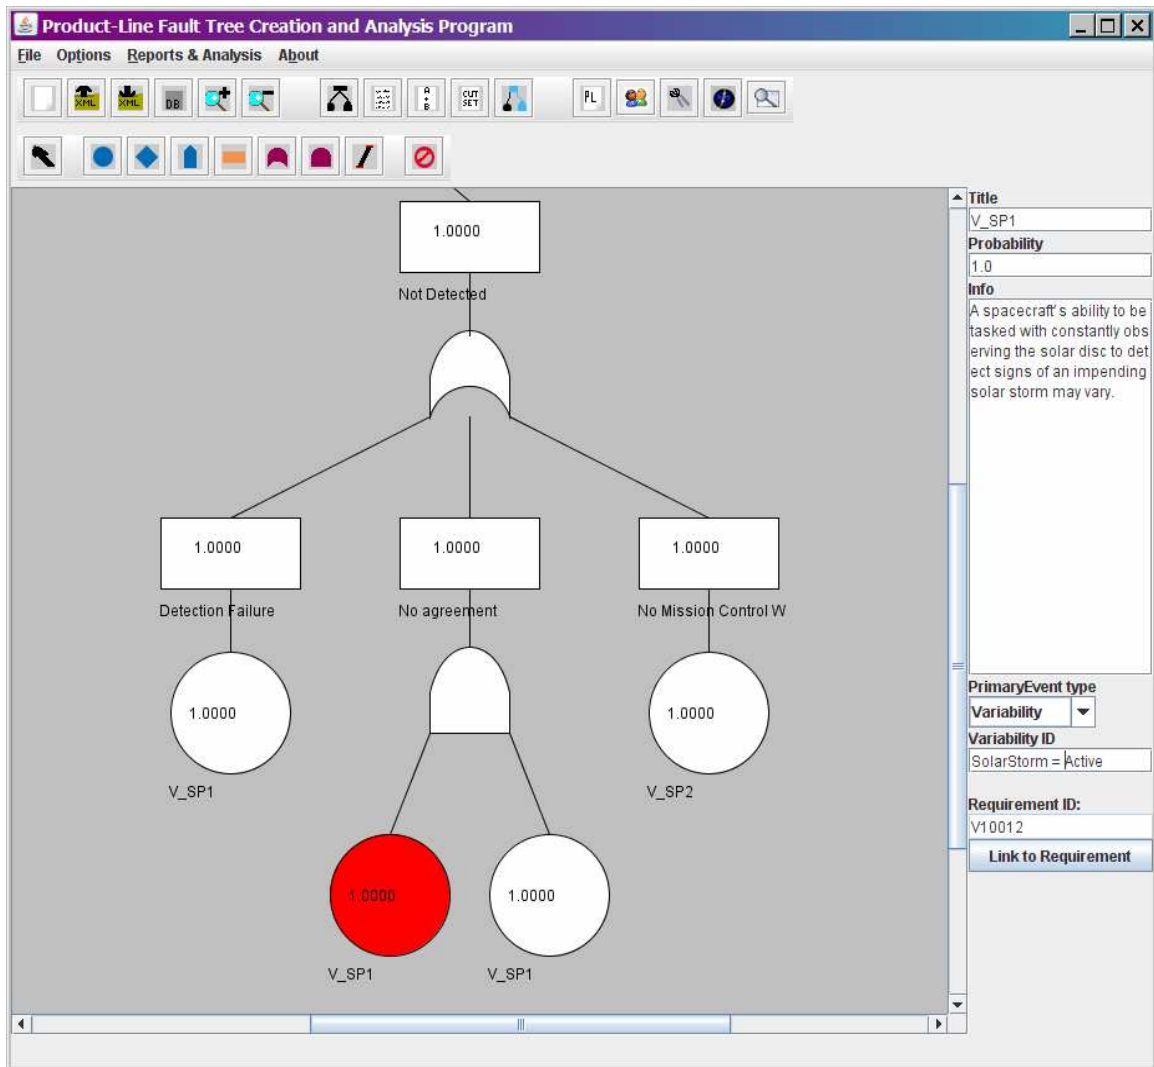 Product-Line Fault Tree Creation and Analysis Program
File Options Reports & Analysis About
XML XML DB A + B CUT SET PL
1.0000
Not Detected
1.0000 1.0000 1.0000
Detection Failure No agreement No Mission Control W
1.0000 1.0000
V_SP1 V_SP2
1.0000 1.0000
V_SP1 V_SP1
Title
V_SP1
Probability
1.0
Info
A spacecraft's ability to be
tasked with constantly obs
erving the solar disc to det
ect signs of an impending
solar storm may vary.
PrimaryEvent type
Variability
Variability ID
SolarStorm = Active
Requirement ID:
V10012
Link to Requirement